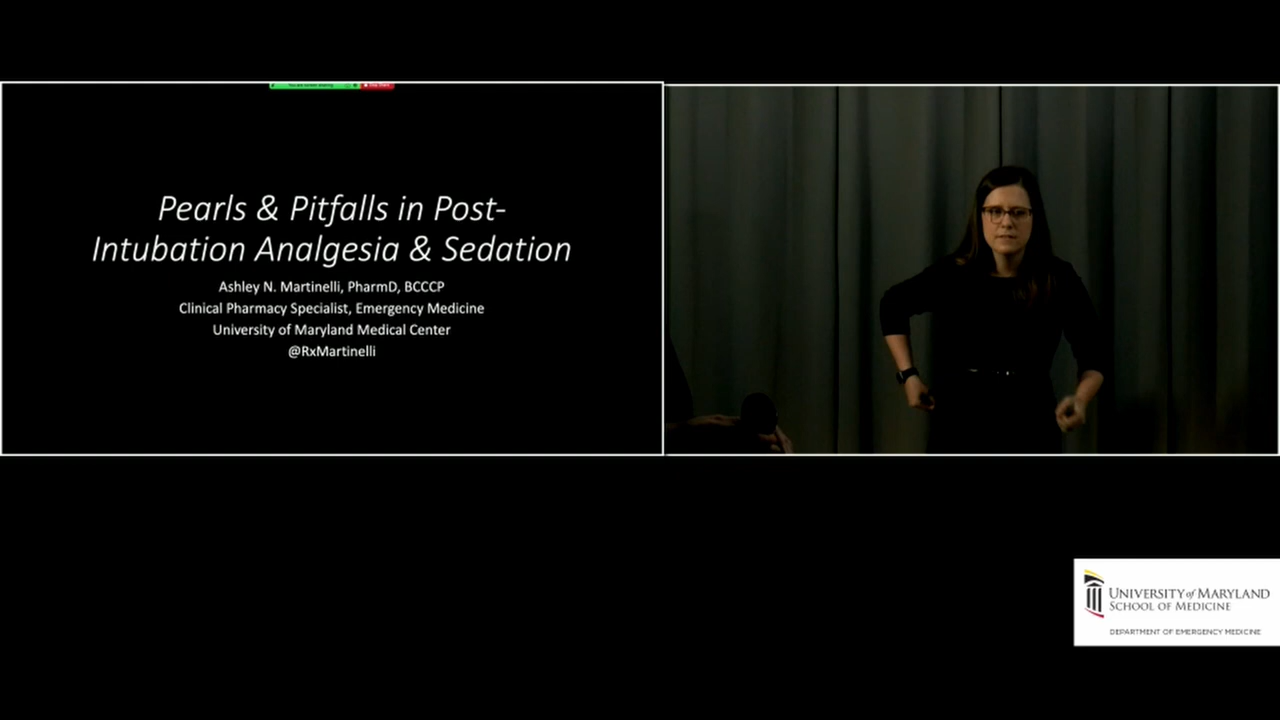 Pearls & Pitfalls in Post-
Intubation Analgesia & Sedation
Ashley N. Martinelli, PharmD, BCCCP
Clinical Pharmacy Specialist, Emergency Medicine
University of Maryland Medical Center
@RxMartinelli
UNIVERSITY of MARYLAND
SCHOOL OF MEDICINE
DEPARTMENT OF EMERGENCY MEDICINE